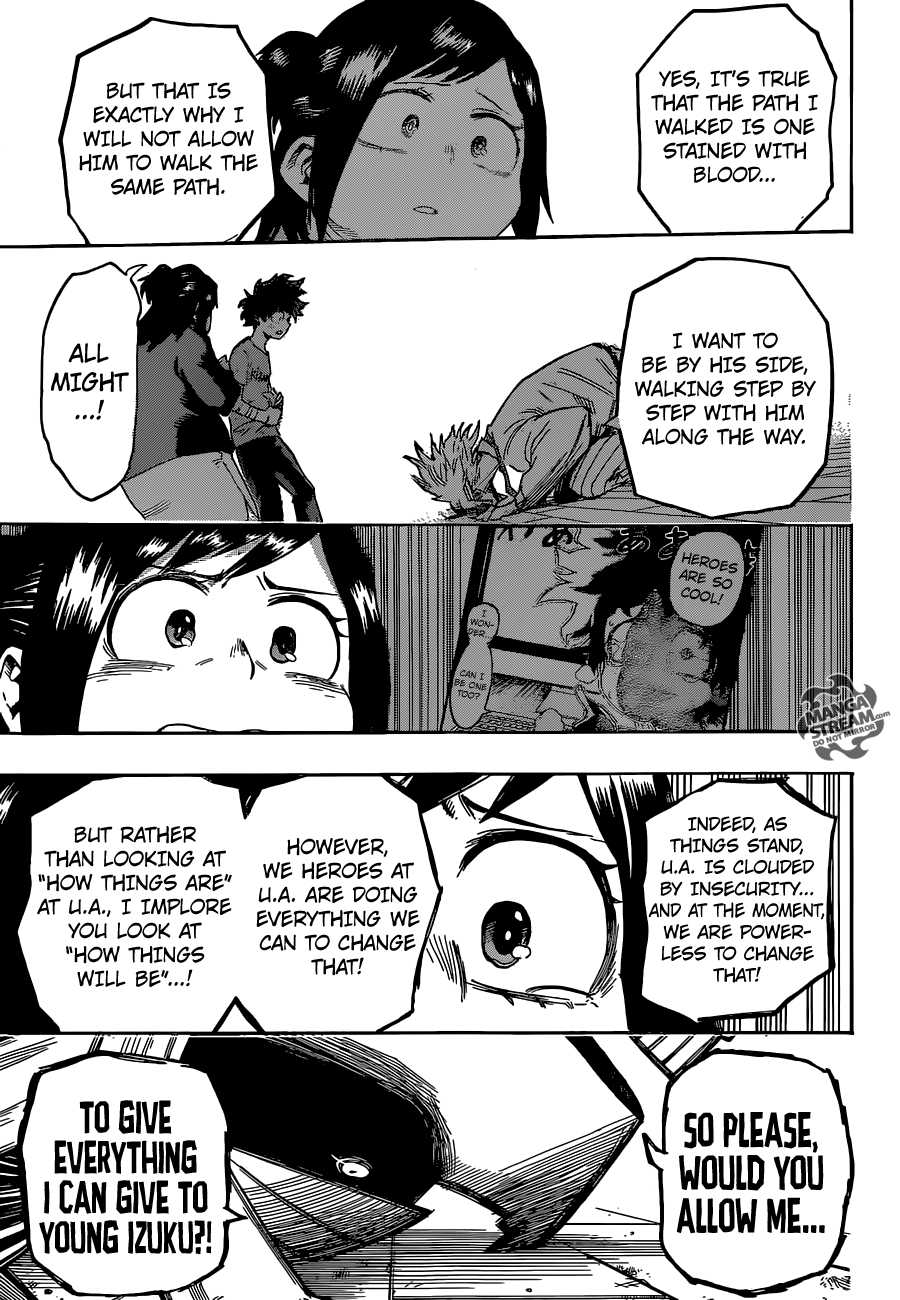 YES, IT'S TRUE
THAT THE PATH I
WALKED IS ONE
STAINED WITH
BLOOD...
BUT THAT IS
EXACTLY WHY I
WILL NOT ALLOW
HIM TO WALK THE
SAME PATH.
I WANT TO
BE BY HIS SIDE,
WALKING STEP BY
STEP WITH HIM
ALONG THE WAY.
ALL
MIGHT
...!
HEROES
ARE SO
COOL!
I
WON-
DER...
CAN I
BE ONE
TOO?
MANGA
STREAM.com
DO NOT MIRROR!
INDEED, AS
THINGS STAND,
U.A. IS CLOUDED
BY INSECURITY...
AND AT THE MOMENT,
WE ARE POWER-
LESS TO CHANGE
THAT!
HOWEVER,
WE HEROES AT
U.A. ARE DOING
EVERYTHING WE
CAN TO CHANGE
THAT!
BUT RATHER
THAN LOOKING AT
"HOW THINGS ARE"
AT U.A., I IMPLORE
YOU LOOK AT
"HOW THINGS
WILL BE"...!
SO PLEASE,
WOULD YOU
ALLOW ME...
TO GIVE
EVERYTHING
I CAN GIVE TO
YOUNG IZUKU?!